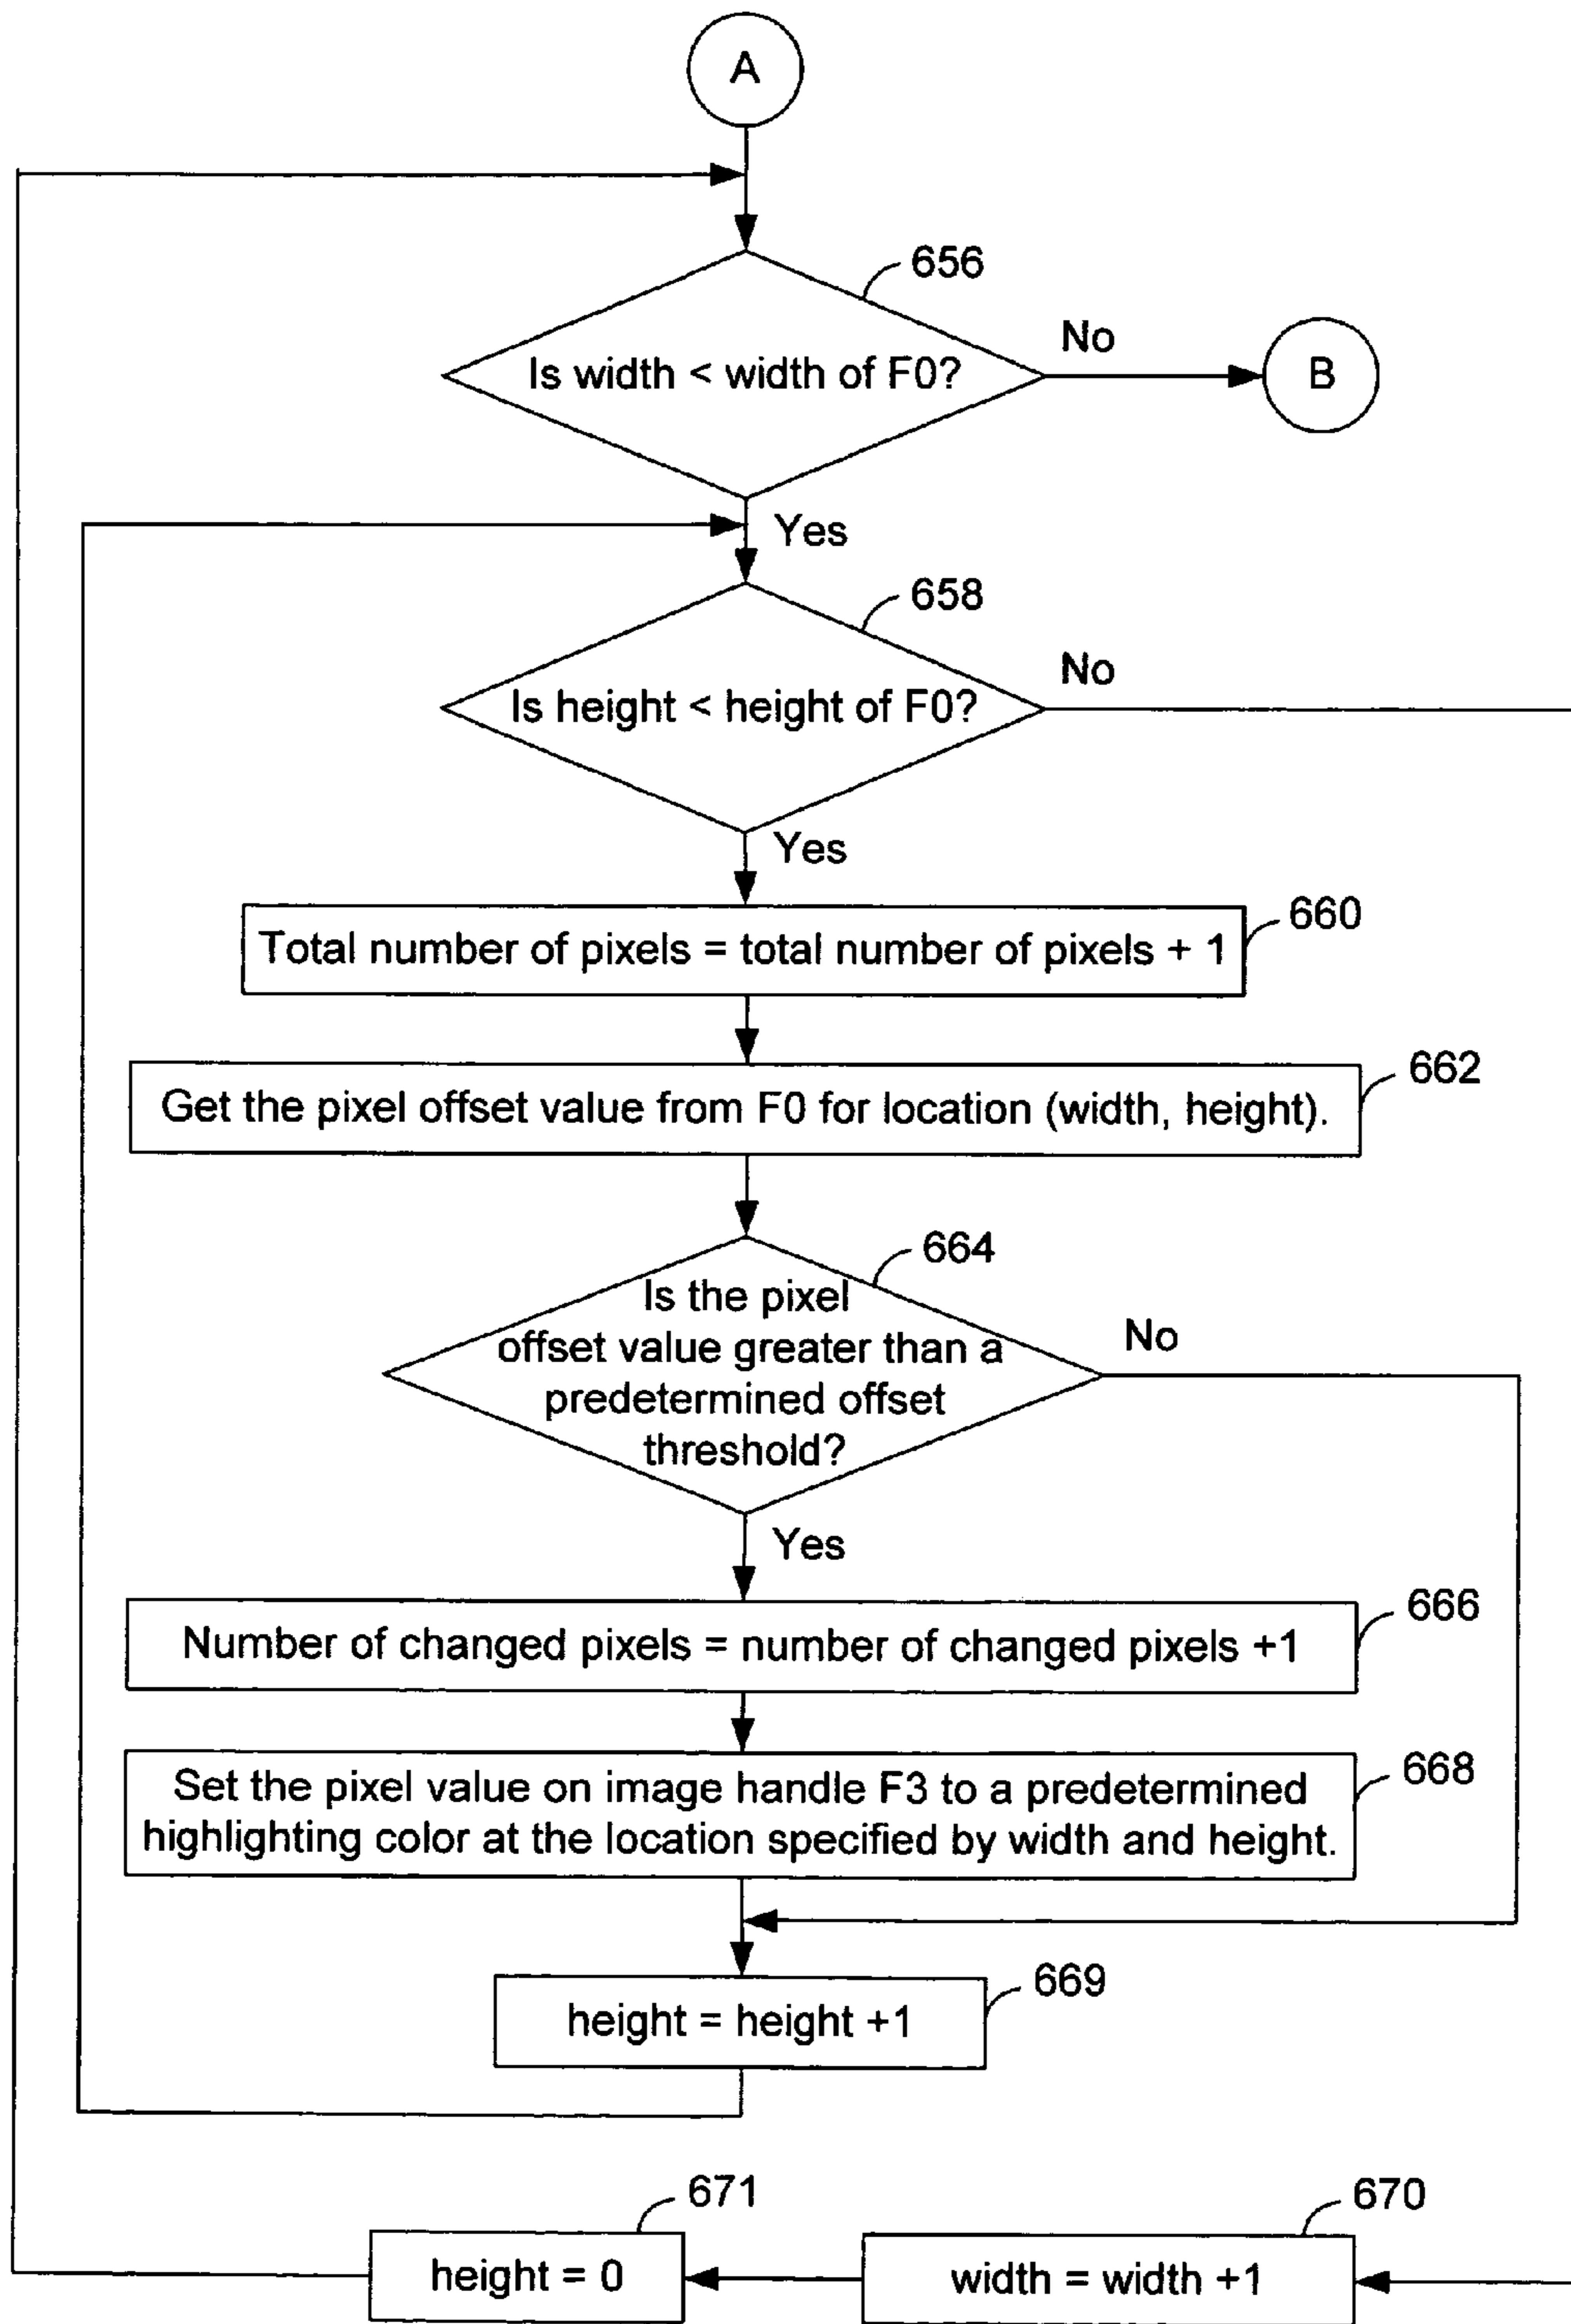 A
656
Is width < width of F0?
No
B
Yes
658
Is height < height of F0?
No
Yes
660
Total number of pixels = total number of pixels + 1
662
Get the pixel offset value from F0 for location (width, height).
664
Is the pixel
offset value greater than a
predetermined offset
threshold?
No
Yes
666
Number of changed pixels = number of changed pixels +1
668
Set the pixel value on image handle F3 to a predetermined
highlighting color at the location specified by width and height.
669
height = height +1
671
height = 0
670
width = width +1